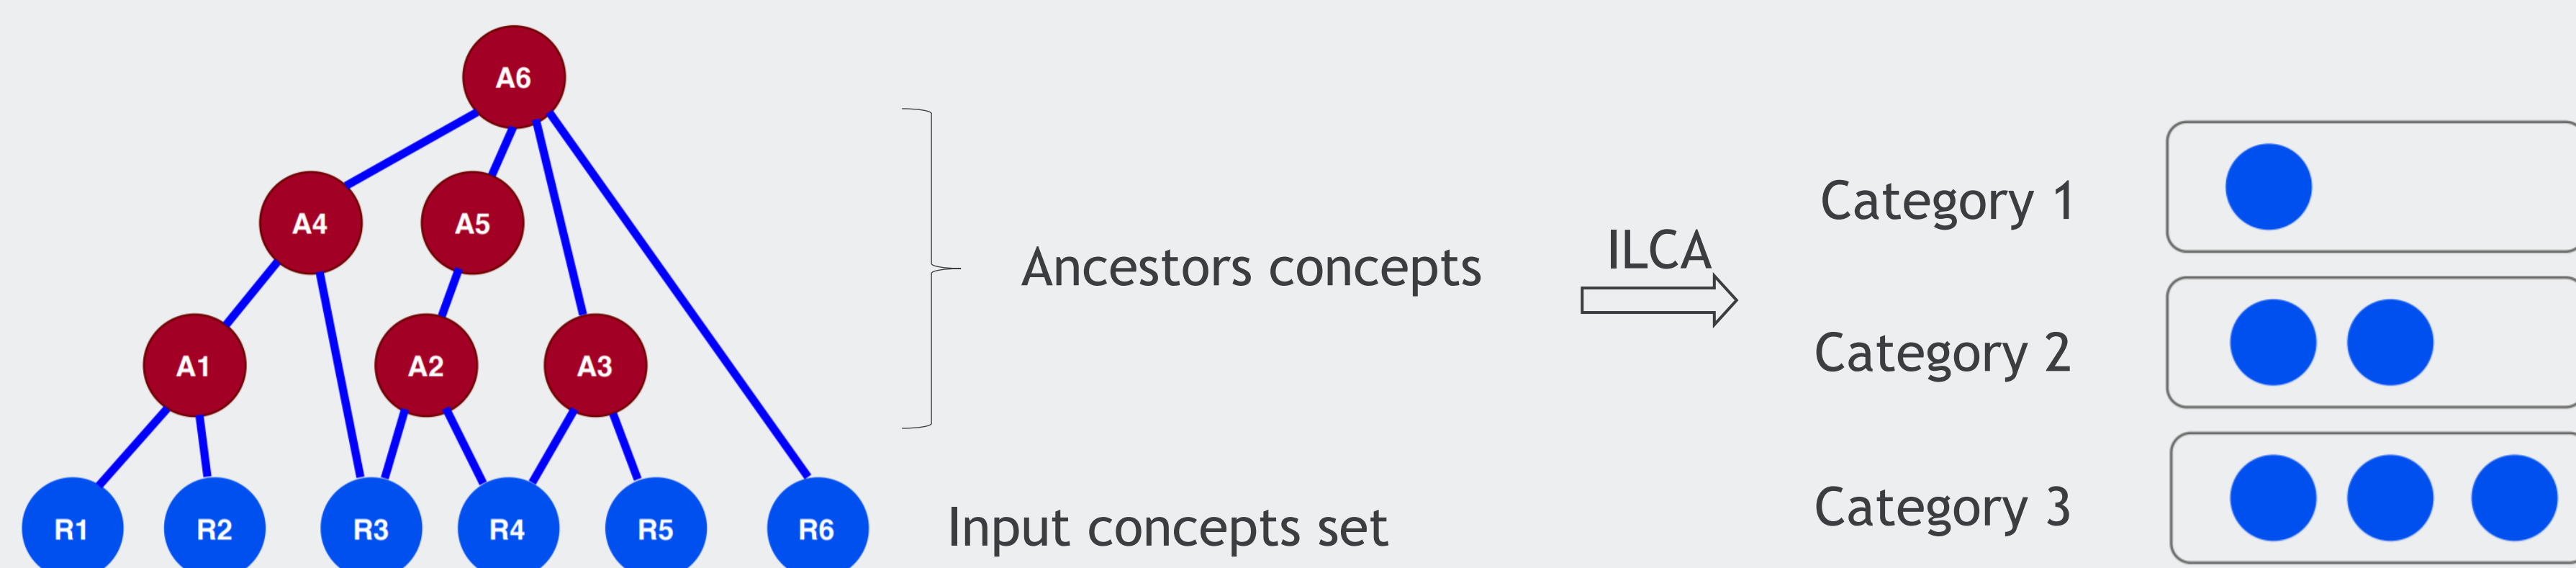 A6
A4
A5
A1
A2
A3
R1
R2
R3
R4
R5
R6
Ancestors concepts
Input concepts set
ILCA
Category 1
Category 2
Category 3